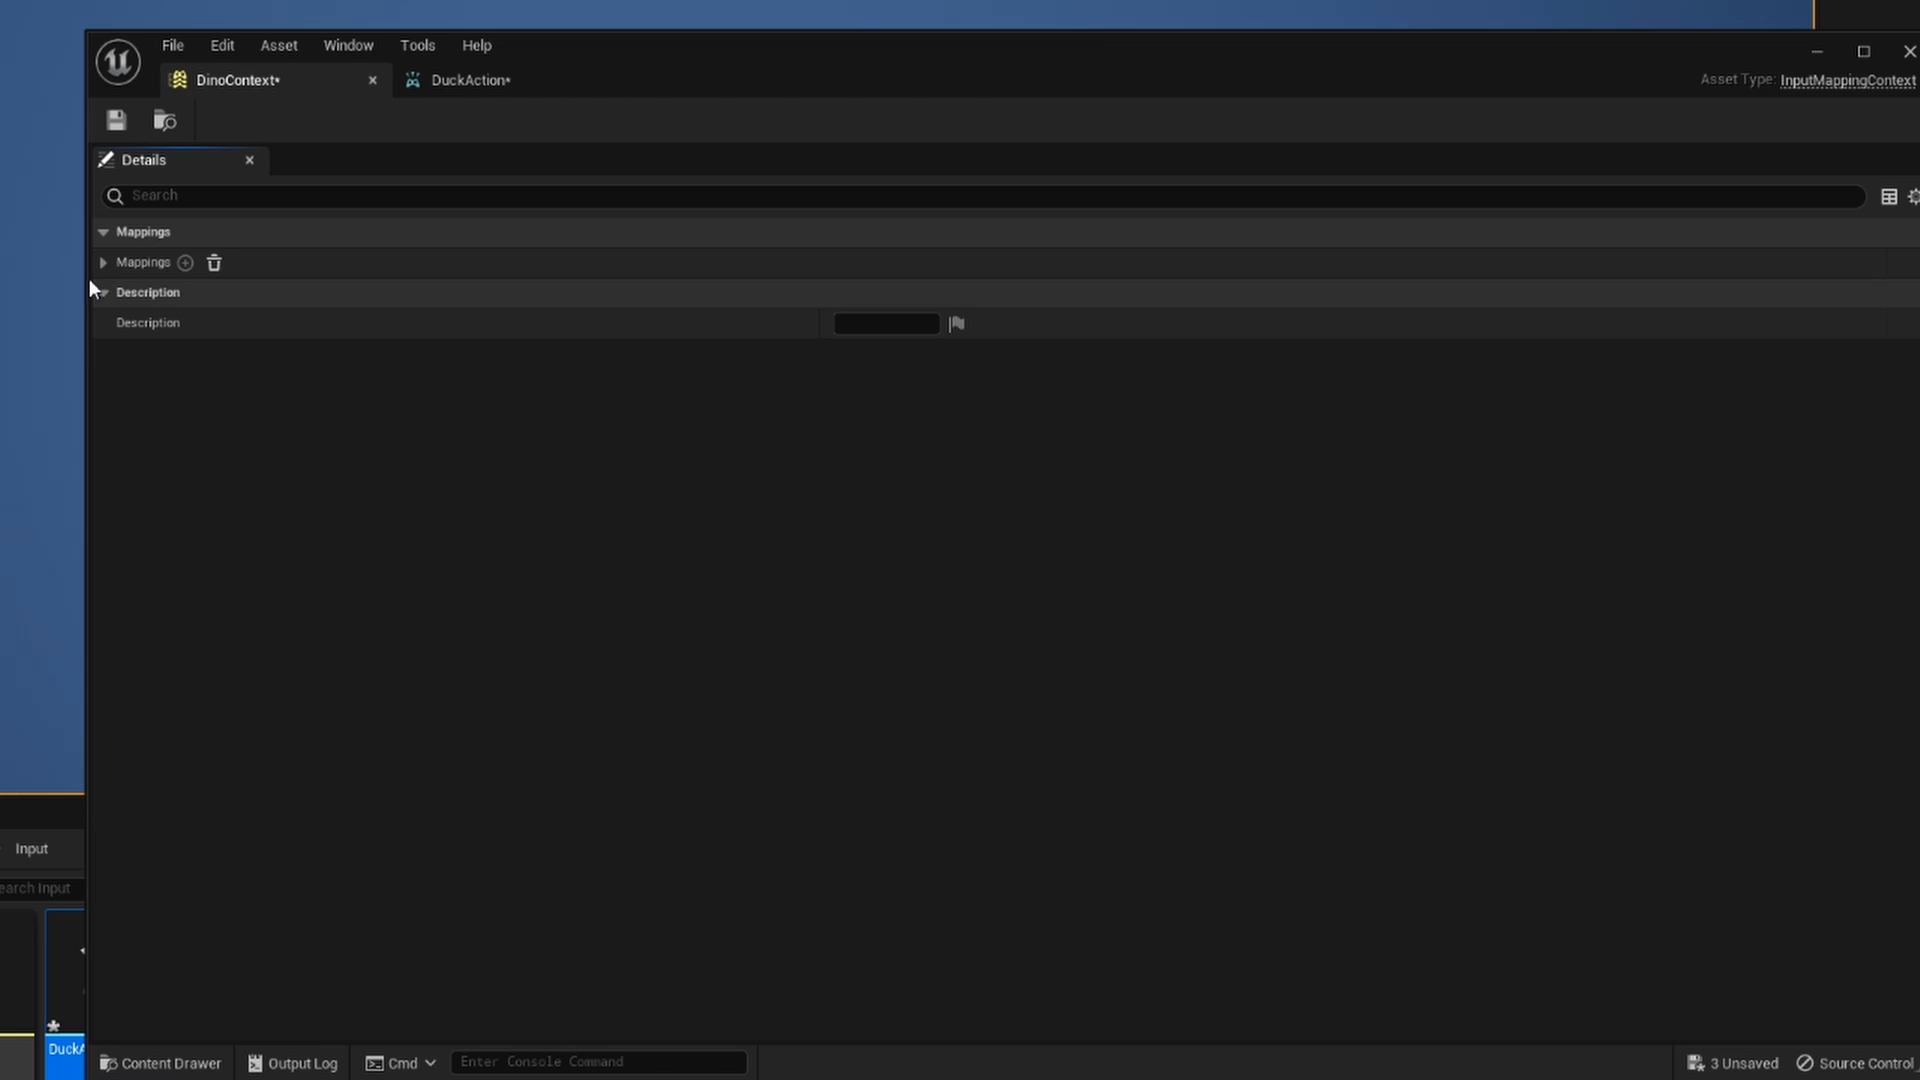 File Edit Asset Window Tools Help
DinoContext* DuckAction*
Asset Type: InputMappingContext
Details
Search
Mappings
Mappings
Description
Description
Input
earch Input
DuckA
Content Drawer Output Log Cmd Enter Console Command 3 Unsaved Source Control